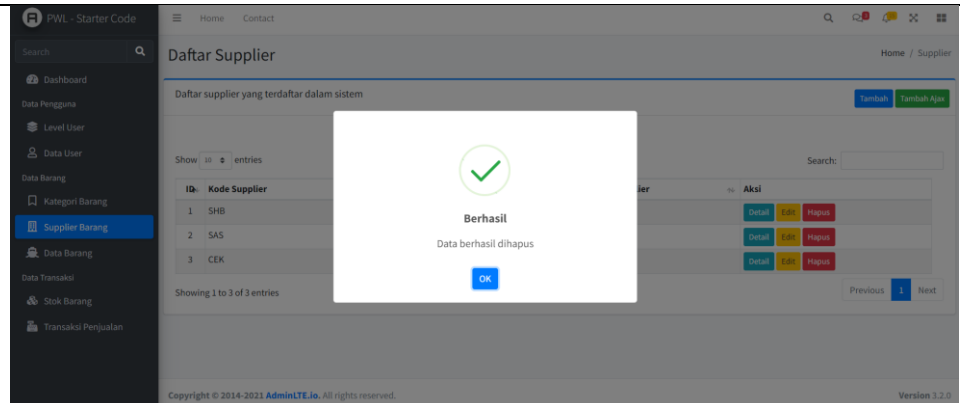 PWL - Starter Code
Home Contact
Search
Daftar Supplier
Home / Supplier
Dashboard
Data Pengguna
Level User
Data User
Data Barang
Kategori Barang
Supplier Barang
Data Barang
Data Transaksi
Stok Barang
Transaksi Penjualan
Daftar supplier yang terdaftar dalam sistem
Tambah Tambah Ajax
Show 10 entries
Search:
ID Kode Supplier lier Aksi
1 SHB Detail Edit Hapus
2 SAS Detail Edit Hapus
3 CEK Detail Edit Hapus
Showing 1 to 3 of 3 entries
Previous 1 Next
Berhasil
Data berhasil dihapus
OK
Copyright © 2014-2021 AdminLTE.io. All rights reserved.
Version 3.2.0